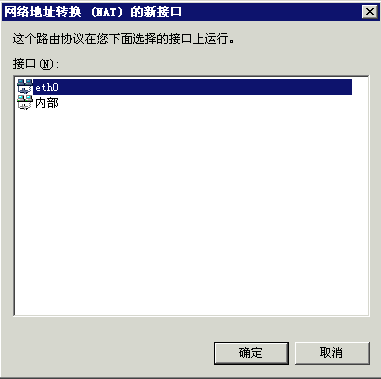 网络地址转换 (NAT) 的新接口
这个路由协议在您下面选择的接口上运行。
接口(N):
eth0
内部
确定
取消